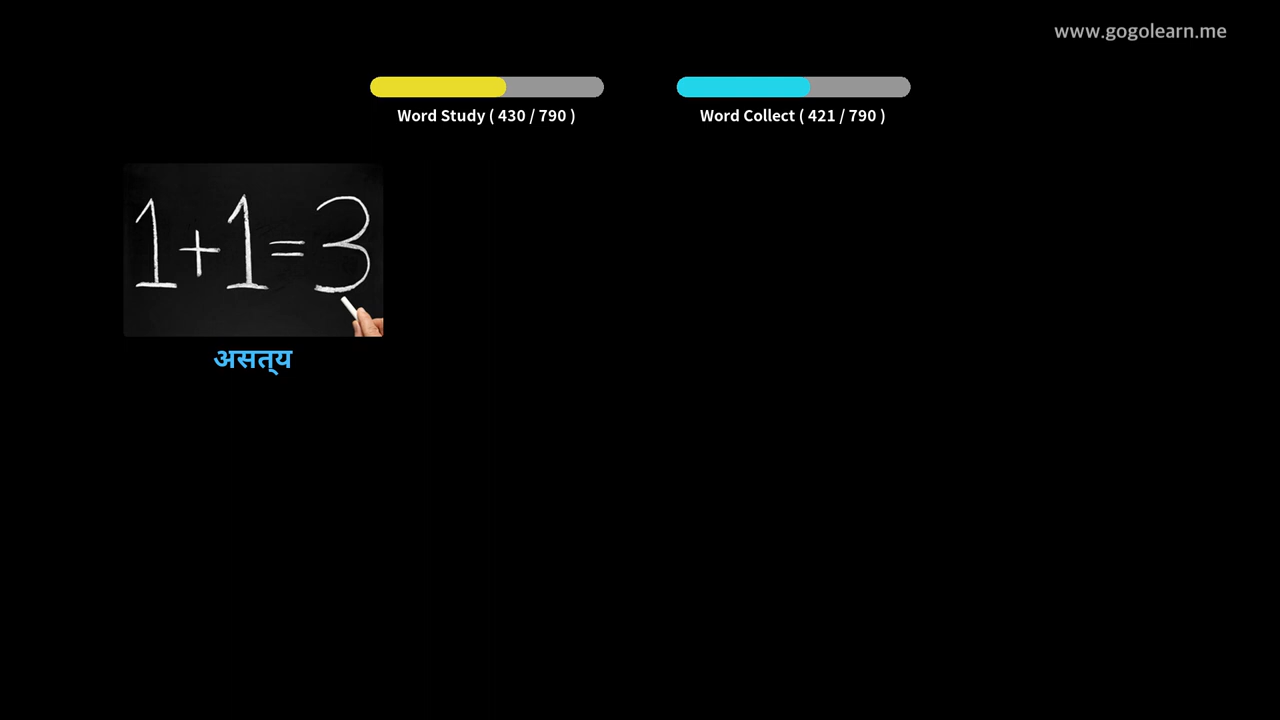 www.gogolearn.me
Word Study ( 430 / 790 )
Word Collect ( 421 / 790 )
1+1=3
असत्य